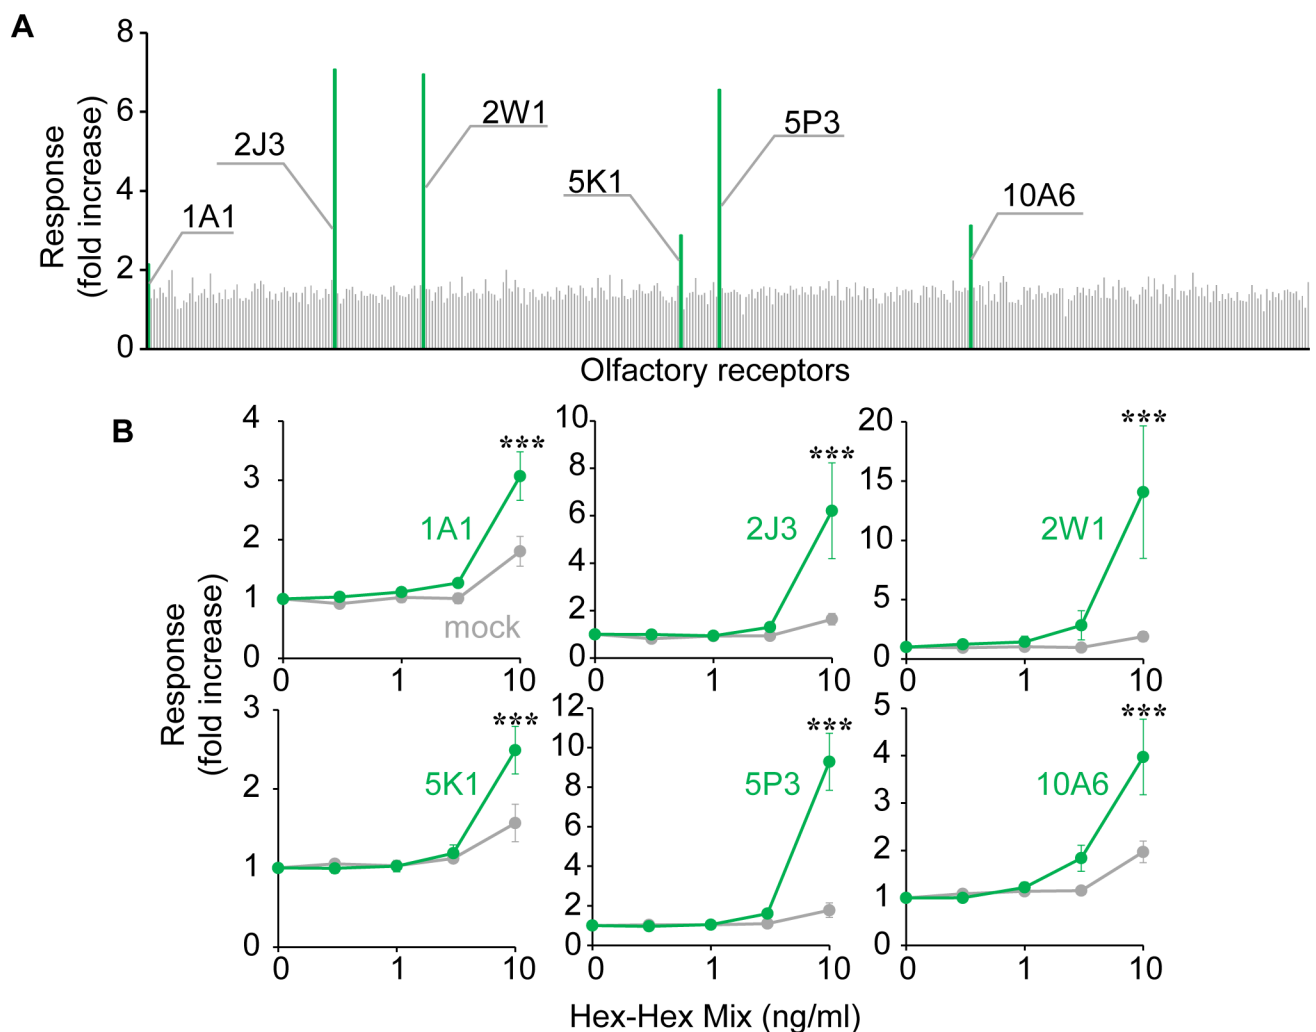 A
Response
(fold increase)
8
6
4
2
0
1A1
2J3
2W1
5K1
5P3
10A6
Olfactory receptors
B
Response
(fold increase)
4
3
2
1
0
0
1
10
1A1
mock
***
10
8
6
4
2
0
0
1
10
2J3
***
20
15
10
5
0
0
1
10
2W1
***
3
2
1
0
0
1
10
5K1
***
12
10
8
6
4
2
0
0
1
10
5P3
***
5
4
3
2
1
0
0
1
10
10A6
***
Hex-Hex Mix (ng/ml)